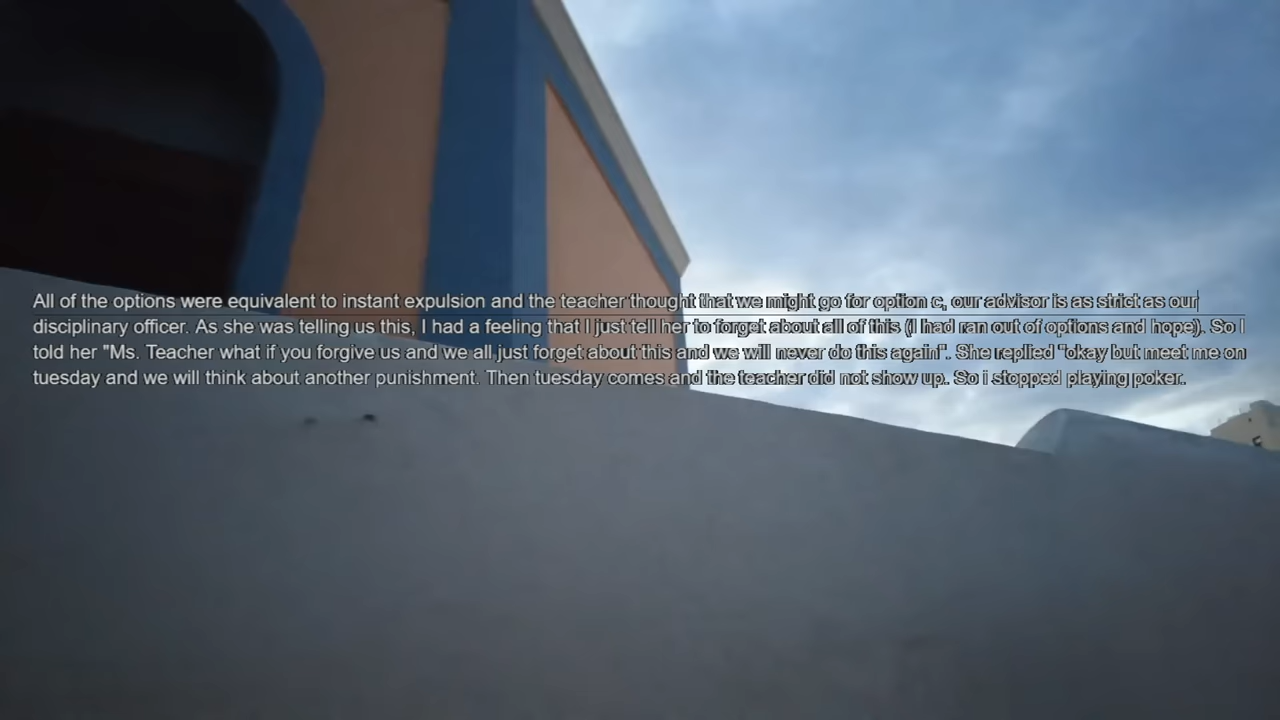 All of the options were equivalent to instant expulsion and the teacher thought that we might go for option c, our advisor is as strict as our
disciplinary officer. As she was telling us this, I had a feeling that I just tell her to forget about all of this (I had ran out of options and hope). So I
told her "Ms. Teacher what if you forgive us and we all just forget about this and we will never do this again". She replied "okay but meet me on
tuesday and we will think about another punishment. Then tuesday comes and the teacher did not show up. So i stopped playing poker.